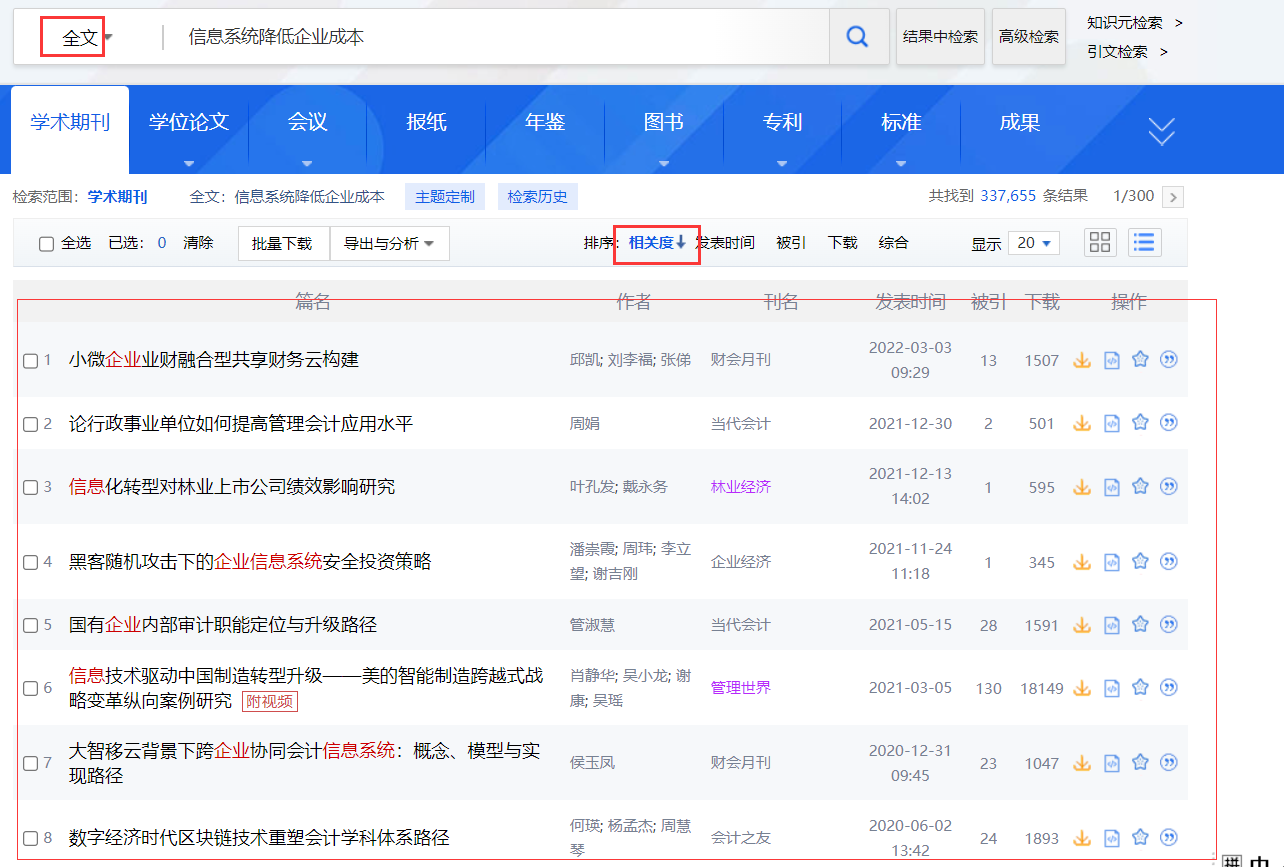 全文 信息系统降低企业成本 结果中检索 高级检索 知识元检索 >
引文检索 >
学术期刊 学位论文 会议 报纸 年鉴 图书 专利 标准 成果
检索范围: 学术期刊 全文: 信息系统降低企业成本 主题定制 检索历史 共找到 337,655 条结果 1/300 >
全选 已选: 0 清除 批量下载 导出与分析 排序: 相关度↓ 发表时间 被引 下载 综合 显示 20
篇名 作者 刊名 发表时间 被引 下载 操作
1 小微企业业财融合型共享财务云构建 邱凯; 刘李福; 张俤 财会月刊 2022-03-03 09:29 13 1507
2 论行政事业单位如何提高管理会计应用水平 周娟 当代会计 2021-12-30 2 501
3 信息化转型对林业上市公司绩效影响研究 叶孔发; 戴永务 林业经济 2021-12-13 14:02 1 595
4 黑客随机攻击下的企业信息系统安全投资策略 潘崇霞; 周玮; 李立望; 谢吉刚 企业经济 2021-11-24 11:18 1 345
5 国有企业内部审计职能定位与升级路径 管淑慧 当代会计 2021-05-15 28 1591
6 信息技术驱动中国制造转型升级——美的智能制造跨越式战
略变革纵向案例研究 附视频 肖静华; 吴小龙; 谢康; 吴瑶 管理世界 2021-03-05 130 18149
7 大智移云背景下跨企业协同会计信息系统：概念、模型与实
现路径 侯玉凤 财会月刊 2020-12-31 09:45 23 1047
8 数字经济时代区块链技术重塑会计学科体系路径 何瑛; 杨孟杰; 周慧琴 会计之友 2020-06-02 13:42 24 1893
拼 中